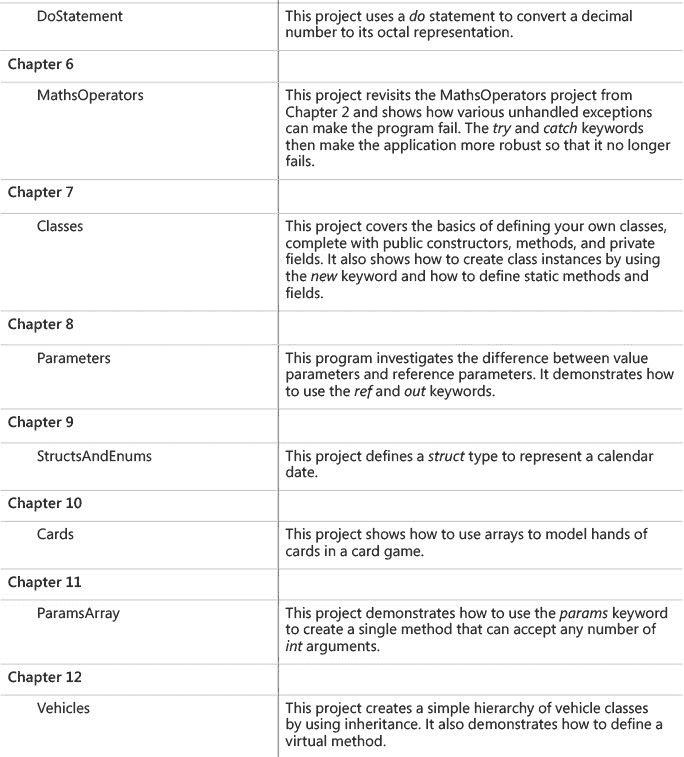 DoStatement
This project uses a do statement to convert a decimal
number to its octal representation.
Chapter 6
MathsOperators
This project revisits the MathsOperators project from
Chapter 2 and shows how various unhandled exceptions
can make the program fail. The try and catch keywords
then make the application more robust so that it no longer
fails.
Chapter 7
Classes
This project covers the basics of defining your own classes,
complete with public constructors, methods, and private
fields. It also shows how to create class instances by using
the new keyword and how to define static methods and
fields.
Chapter 8
Parameters
This program investigates the difference between value
parameters and reference parameters. It demonstrates how
to use the ref and out keywords.
Chapter 9
StructsAndEnums
This project defines a struct type to represent a calendar
date.
Chapter 10
Cards
This project shows how to use arrays to model hands of
cards in a card game.
Chapter 11
ParamsArray
This project demonstrates how to use the params keyword
to create a single method that can accept any number of
int arguments.
Chapter 12
Vehicles
This project creates a simple hierarchy of vehicle classes
by using inheritance. It also demonstrates how to define a
virtual method.